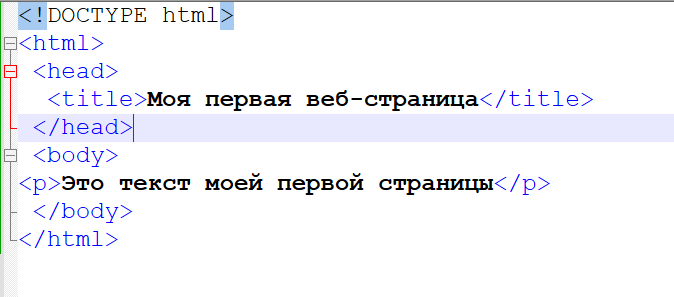 <!DOCTYPE html>
<html>
<head>
<title>Моя первая веб-страница</title>
</head>
<body>
<p>Это текст моей первой страницы</p>
</body>
</html>